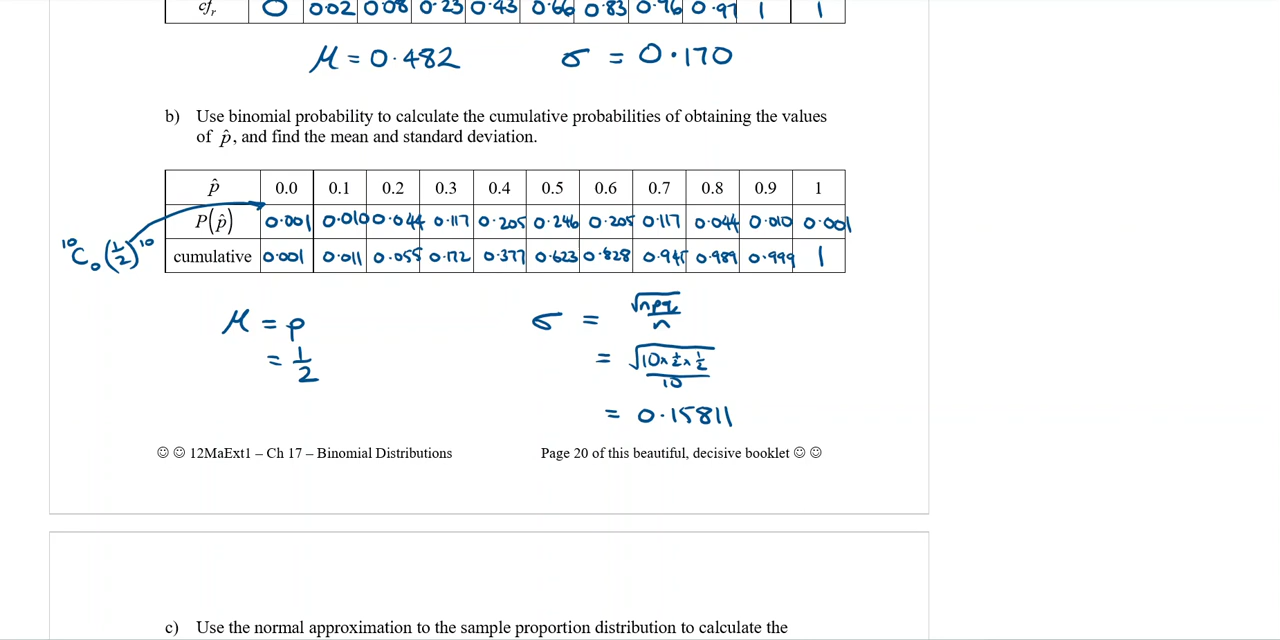 cfr 0 0.02 0.08 0.23 0.43 0.66 0.83 0.96 0.97 1 1
μ = 0.482 σ = 0.170
b) Use binomial probability to calculate the cumulative probabilities of obtaining the values
of p̂, and find the mean and standard deviation.
p̂ 0.0 0.1 0.2 0.3 0.4 0.5 0.6 0.7 0.8 0.9 1
P(p̂) 0.001 0.010 0.044 0.117 0.205 0.246 0.205 0.117 0.044 0.010 0.001
¹⁰C₀(½)¹⁰
cumulative 0.001 0.011 0.055 0.172 0.377 0.623 0.828 0.945 0.989 0.999 1
μ = p
= 1/2
σ = √npq/n
= √10×½×½/10
= 0.15811
☺ ☺ 12MaExt1 – Ch 17 – Binomial Distributions Page 20 of this beautiful, decisive booklet ☺ ☺
c) Use the normal approximation to the sample proportion distribution to calculate the